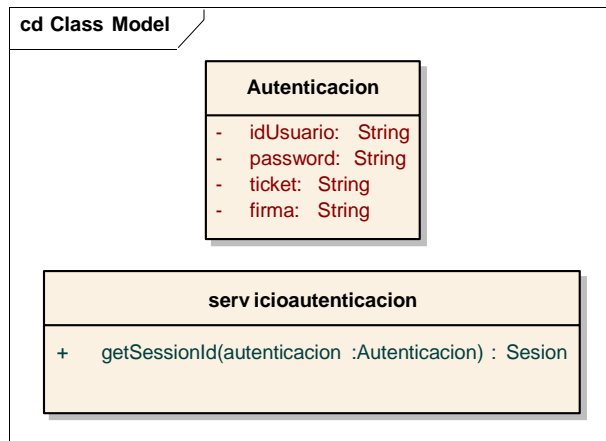 cd Class Model
Autenticacion
- idUsuario: String
- password: String
- ticket: String
- firma: String
serv icioautenticacion
+ getSessionId(autenticacion :Autenticacion) : Sesion